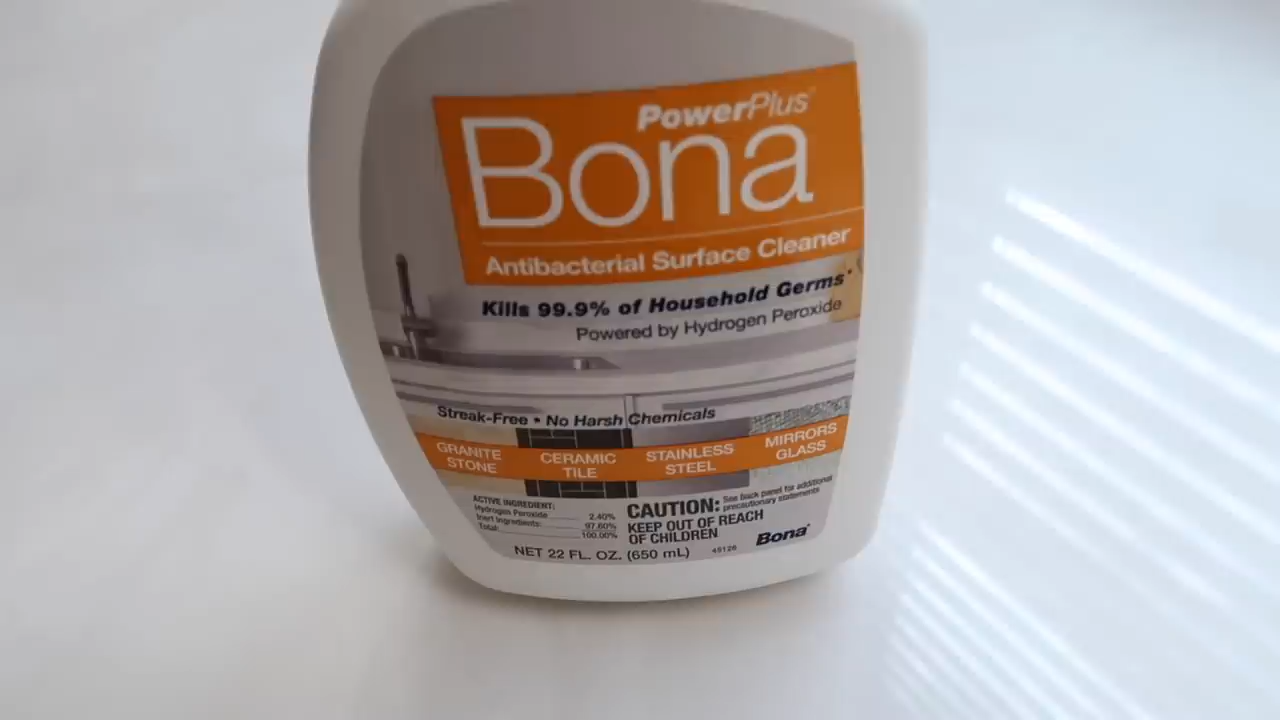 PowerPlus™
Bona
Antibacterial Surface Cleaner
Kills 99.9% of Household Germs*
Powered by Hydrogen Peroxide
Streak-Free • No Harsh Chemicals
GRANITE STONE
CERAMIC TILE
STAINLESS STEEL
MIRRORS GLASS
ACTIVE INGREDIENT:
Hydrogen Peroxide 2.40%
Inert Ingredients: 97.60%
Total: 100.00%
CAUTION: See back panel for additional precautionary statements
KEEP OUT OF REACH
OF CHILDREN
NET 22 FL. OZ. (650 mL)
45126
Bona®